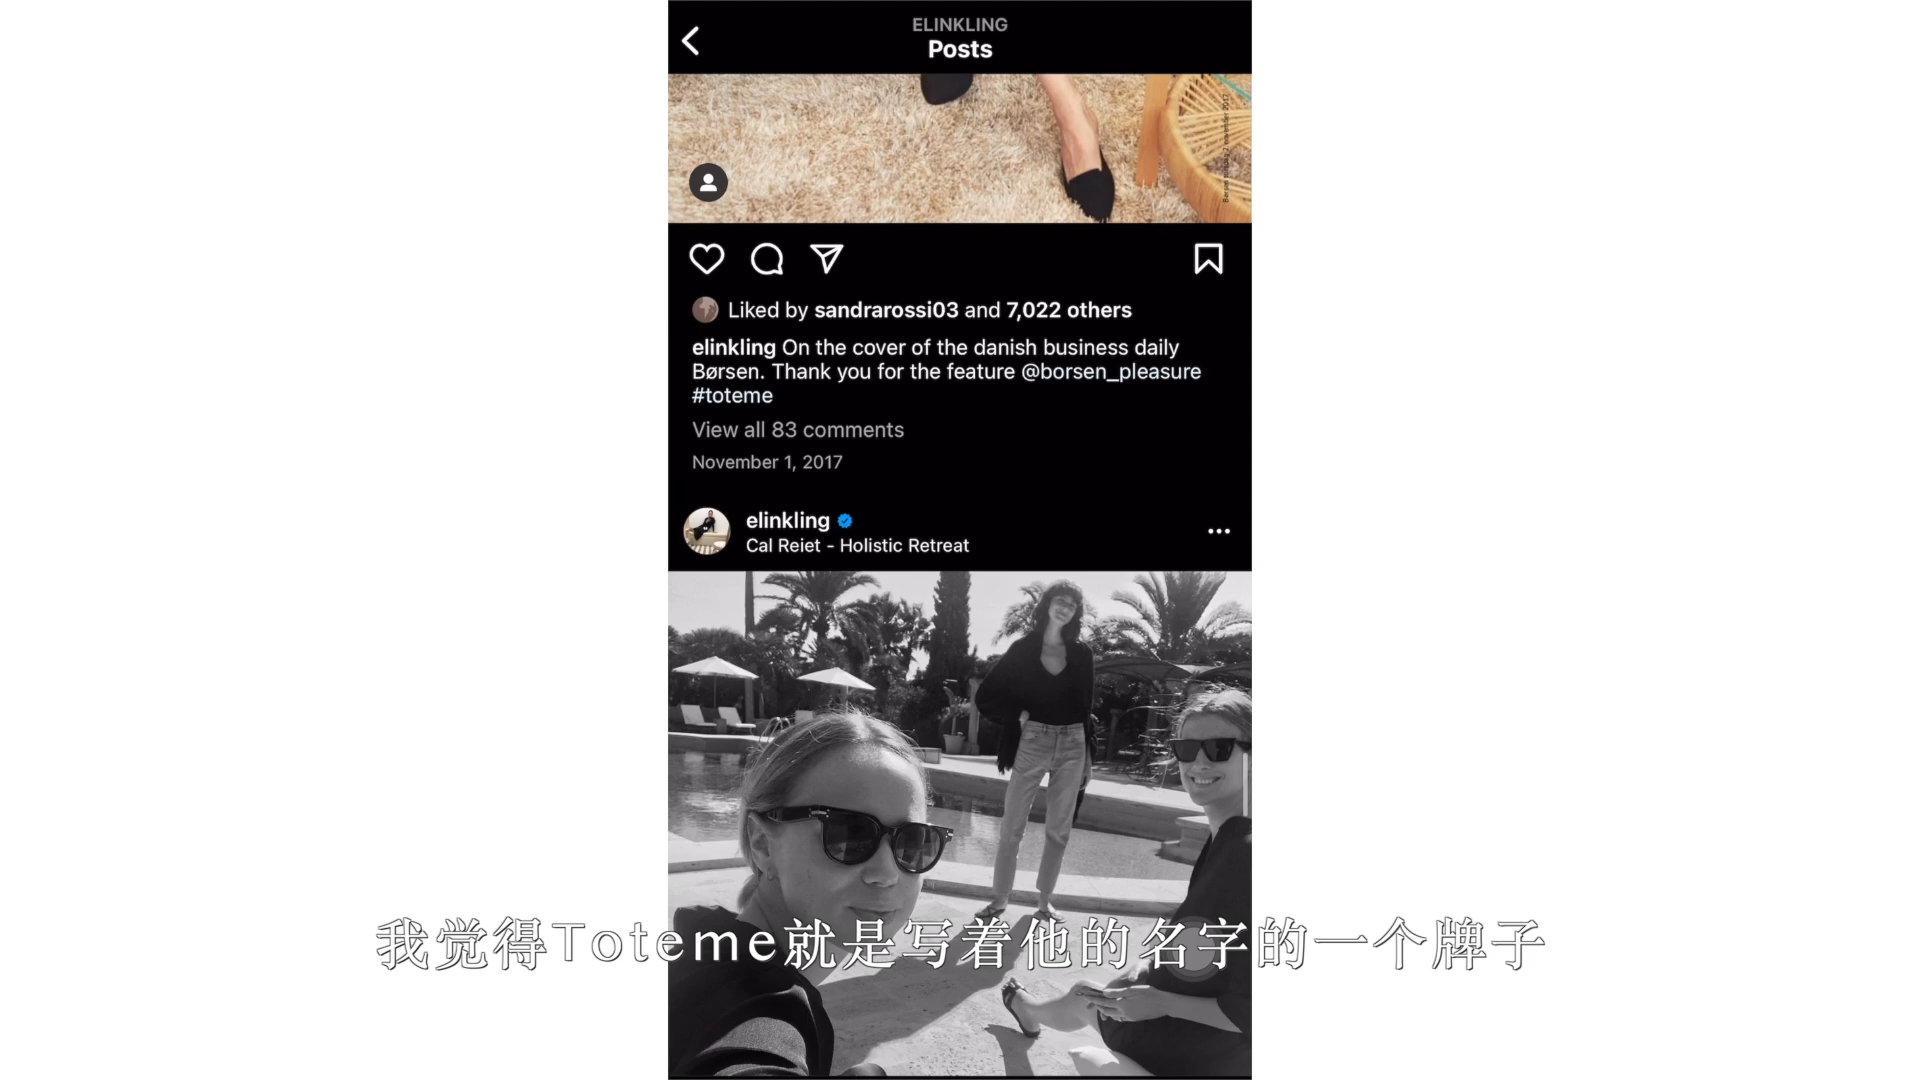 ELINKLING
Posts
Liked by sandrarossi03 and 7,022 others
elinkling On the cover of the danish business daily
Børsen. Thank you for the feature @borsen_pleasure
#toteme
View all 83 comments
November 1, 2017
elinkling
Cal Reiet - Holistic Retreat
我觉得Toteme就是写着他的名字的一个牌子